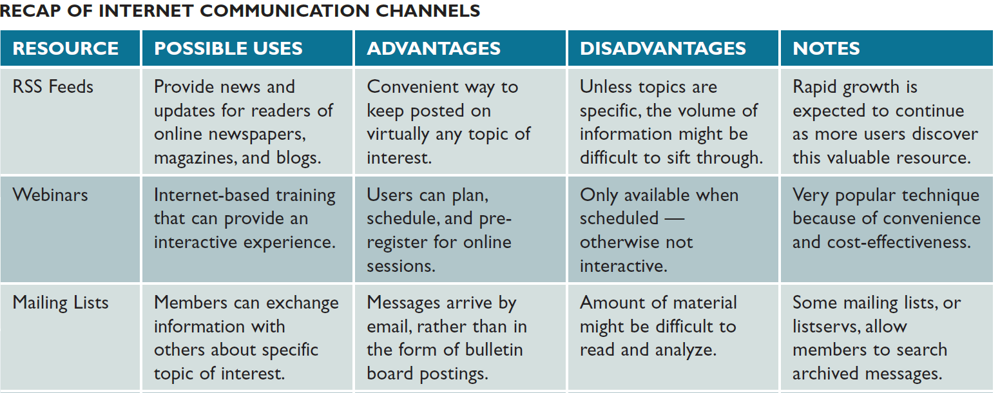 RECAP OF INTERNET COMMUNICATION CHANNELS
RESOURCE
POSSIBLE USES
ADVANTAGES
DISADVANTAGES
NOTES
RSS Feeds
Provide news and
updates for readers of
online newspapers,
magazines, and blogs.
Convenient way to
keep posted on
virtually any topic of
interest.
Unless topics are
specific, the volume of
information might be
difficult to sift through.
Rapid growth is
expected to continue
as more users discover
this valuable resource.
Webinars
Internet-based training
that can provide an
interactive experience.
Users can plan,
schedule, and pre-
register for online
sessions.
Only available when
scheduled —
otherwise not
interactive.
Very popular technique
because of convenience
and cost-effectiveness.
Mailing Lists
Members can exchange
information with
others about specific
topic of interest.
Messages arrive by
email, rather than in
the form of bulletin
board postings.
Amount of material
might be difficult to
read and analyze.
Some mailing lists, or
listservs, allow
members to search
archived messages.